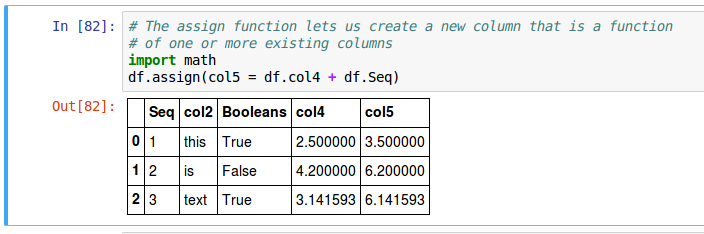 In [82]: # The assign function lets us create a new column that is a function
# of one or more existing columns
import math
df.assign(col5 = df.col4 + df.Seq)
Out[82]:
Seq col2 Booleans col4 col5
0 1 this True 2.500000 3.500000
1 2 is False 4.200000 6.200000
2 3 text True 3.141593 6.141593